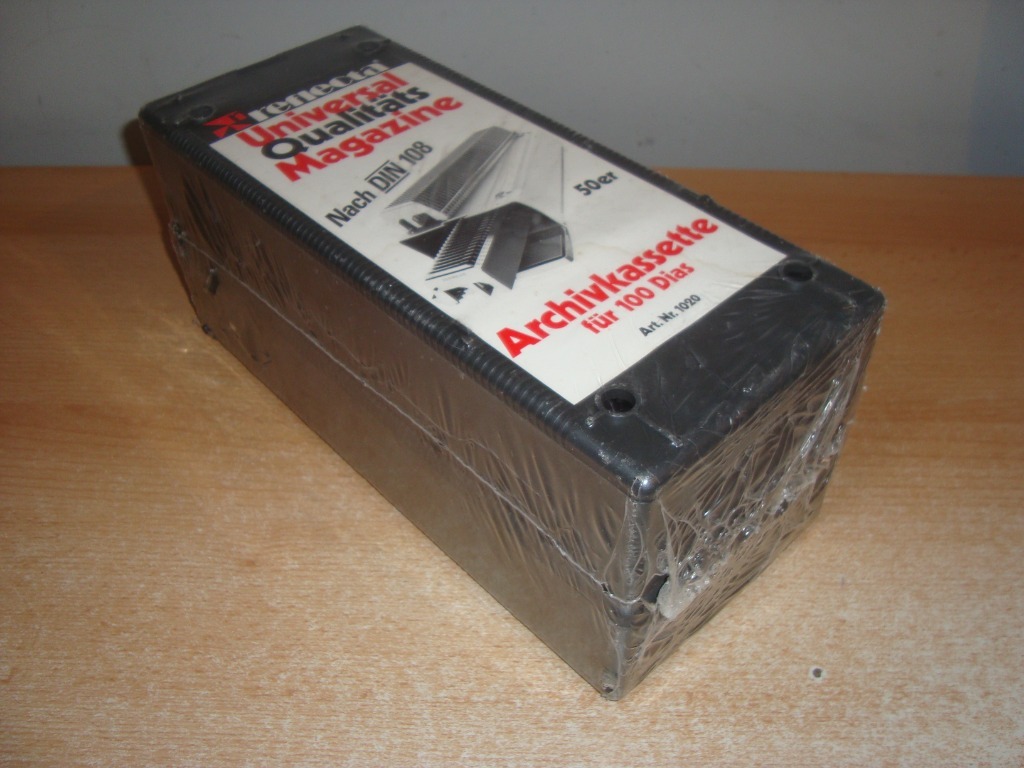 reflecta
Universal
Qualitäts
Magazine
Nach DIN 108
50er
Archivkassette
für 100 Dias
Art. Nr. 1020